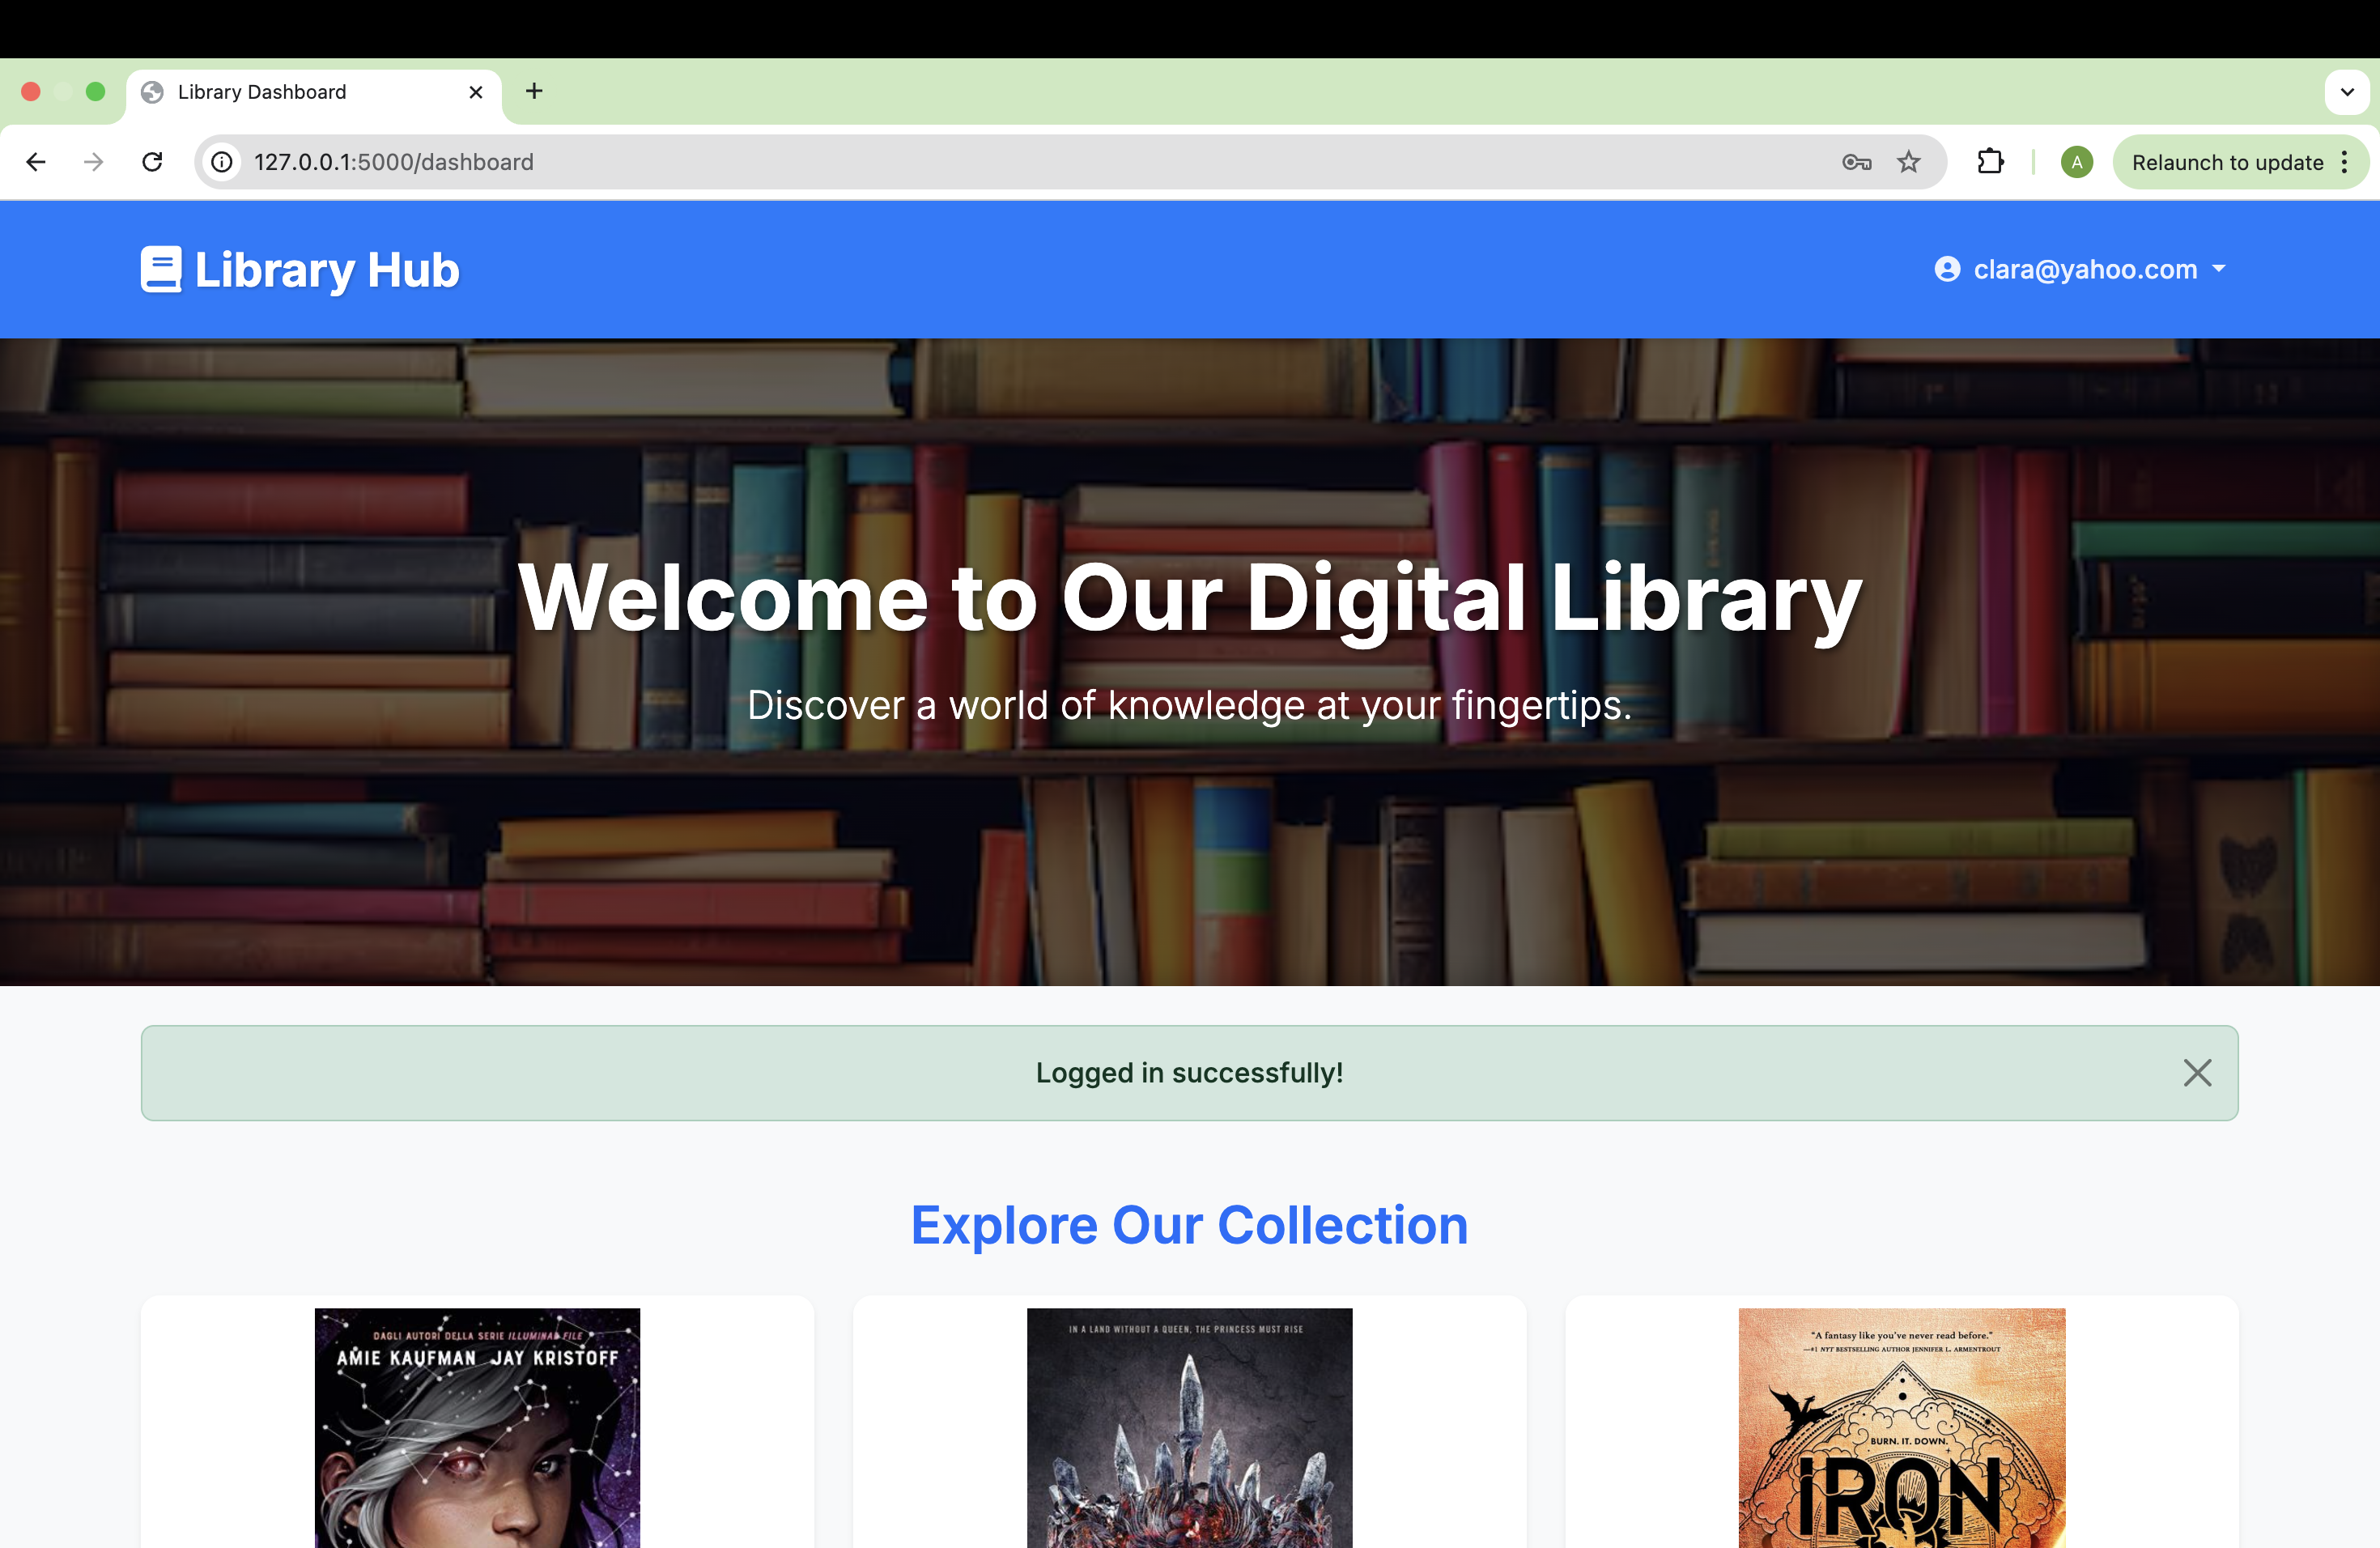 Library Dashboard
127.0.0.1:5000/dashboard
A
Relaunch to update
Library Hub
clara@yahoo.com
Welcome to Our Digital Library
Discover a world of knowledge at your fingertips.
Logged in successfully!
Explore Our Collection
DAGLI AUTORI DELLA SERIE ILLUMINAE FILE
AMIE KAUFMAN JAY KRISTOFF
IN A LAND WITHOUT A QUEEN, THE PRINCESS MUST RISE
“A fantasy like you’ve never read before.”
—#1 NYT BESTSELLING AUTHOR JENNIFER L. ARMENTROUT
BURN. IT. DOWN.
IRON